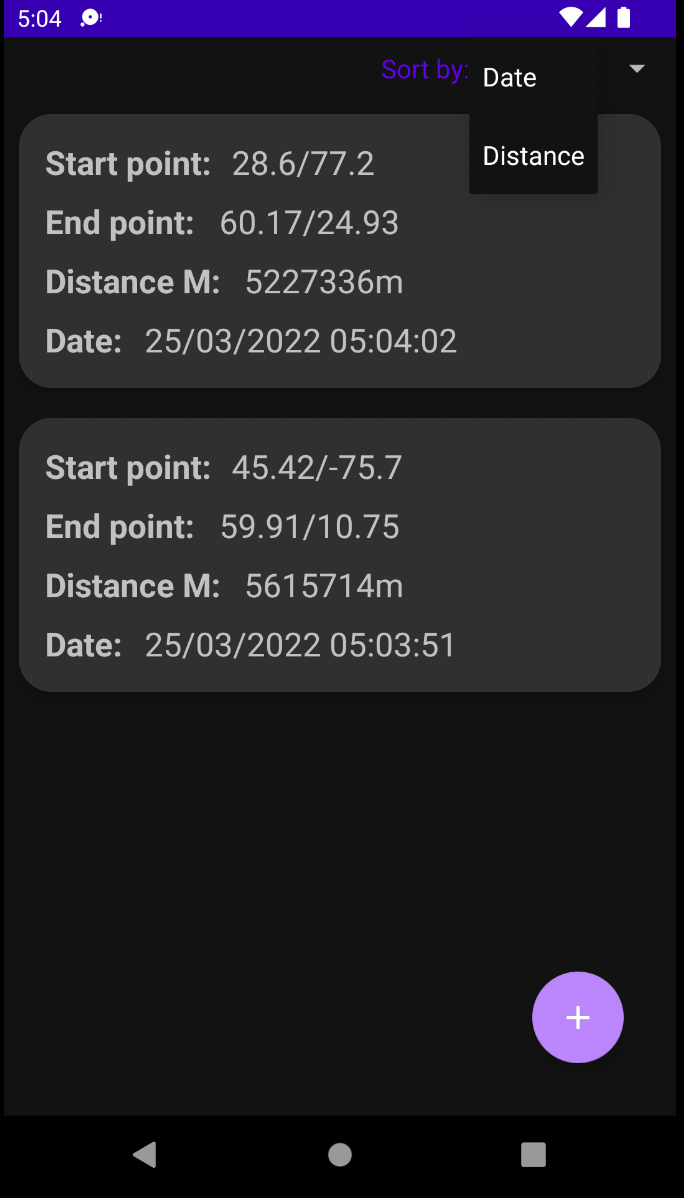 5:04
Sort by:
Date
Distance
Start point: 28.6/77.2
End point: 60.17/24.93
Distance M: 5227336m
Date: 25/03/2022 05:04:02
Start point: 45.42/-75.7
End point: 59.91/10.75
Distance M: 5615714m
Date: 25/03/2022 05:03:51